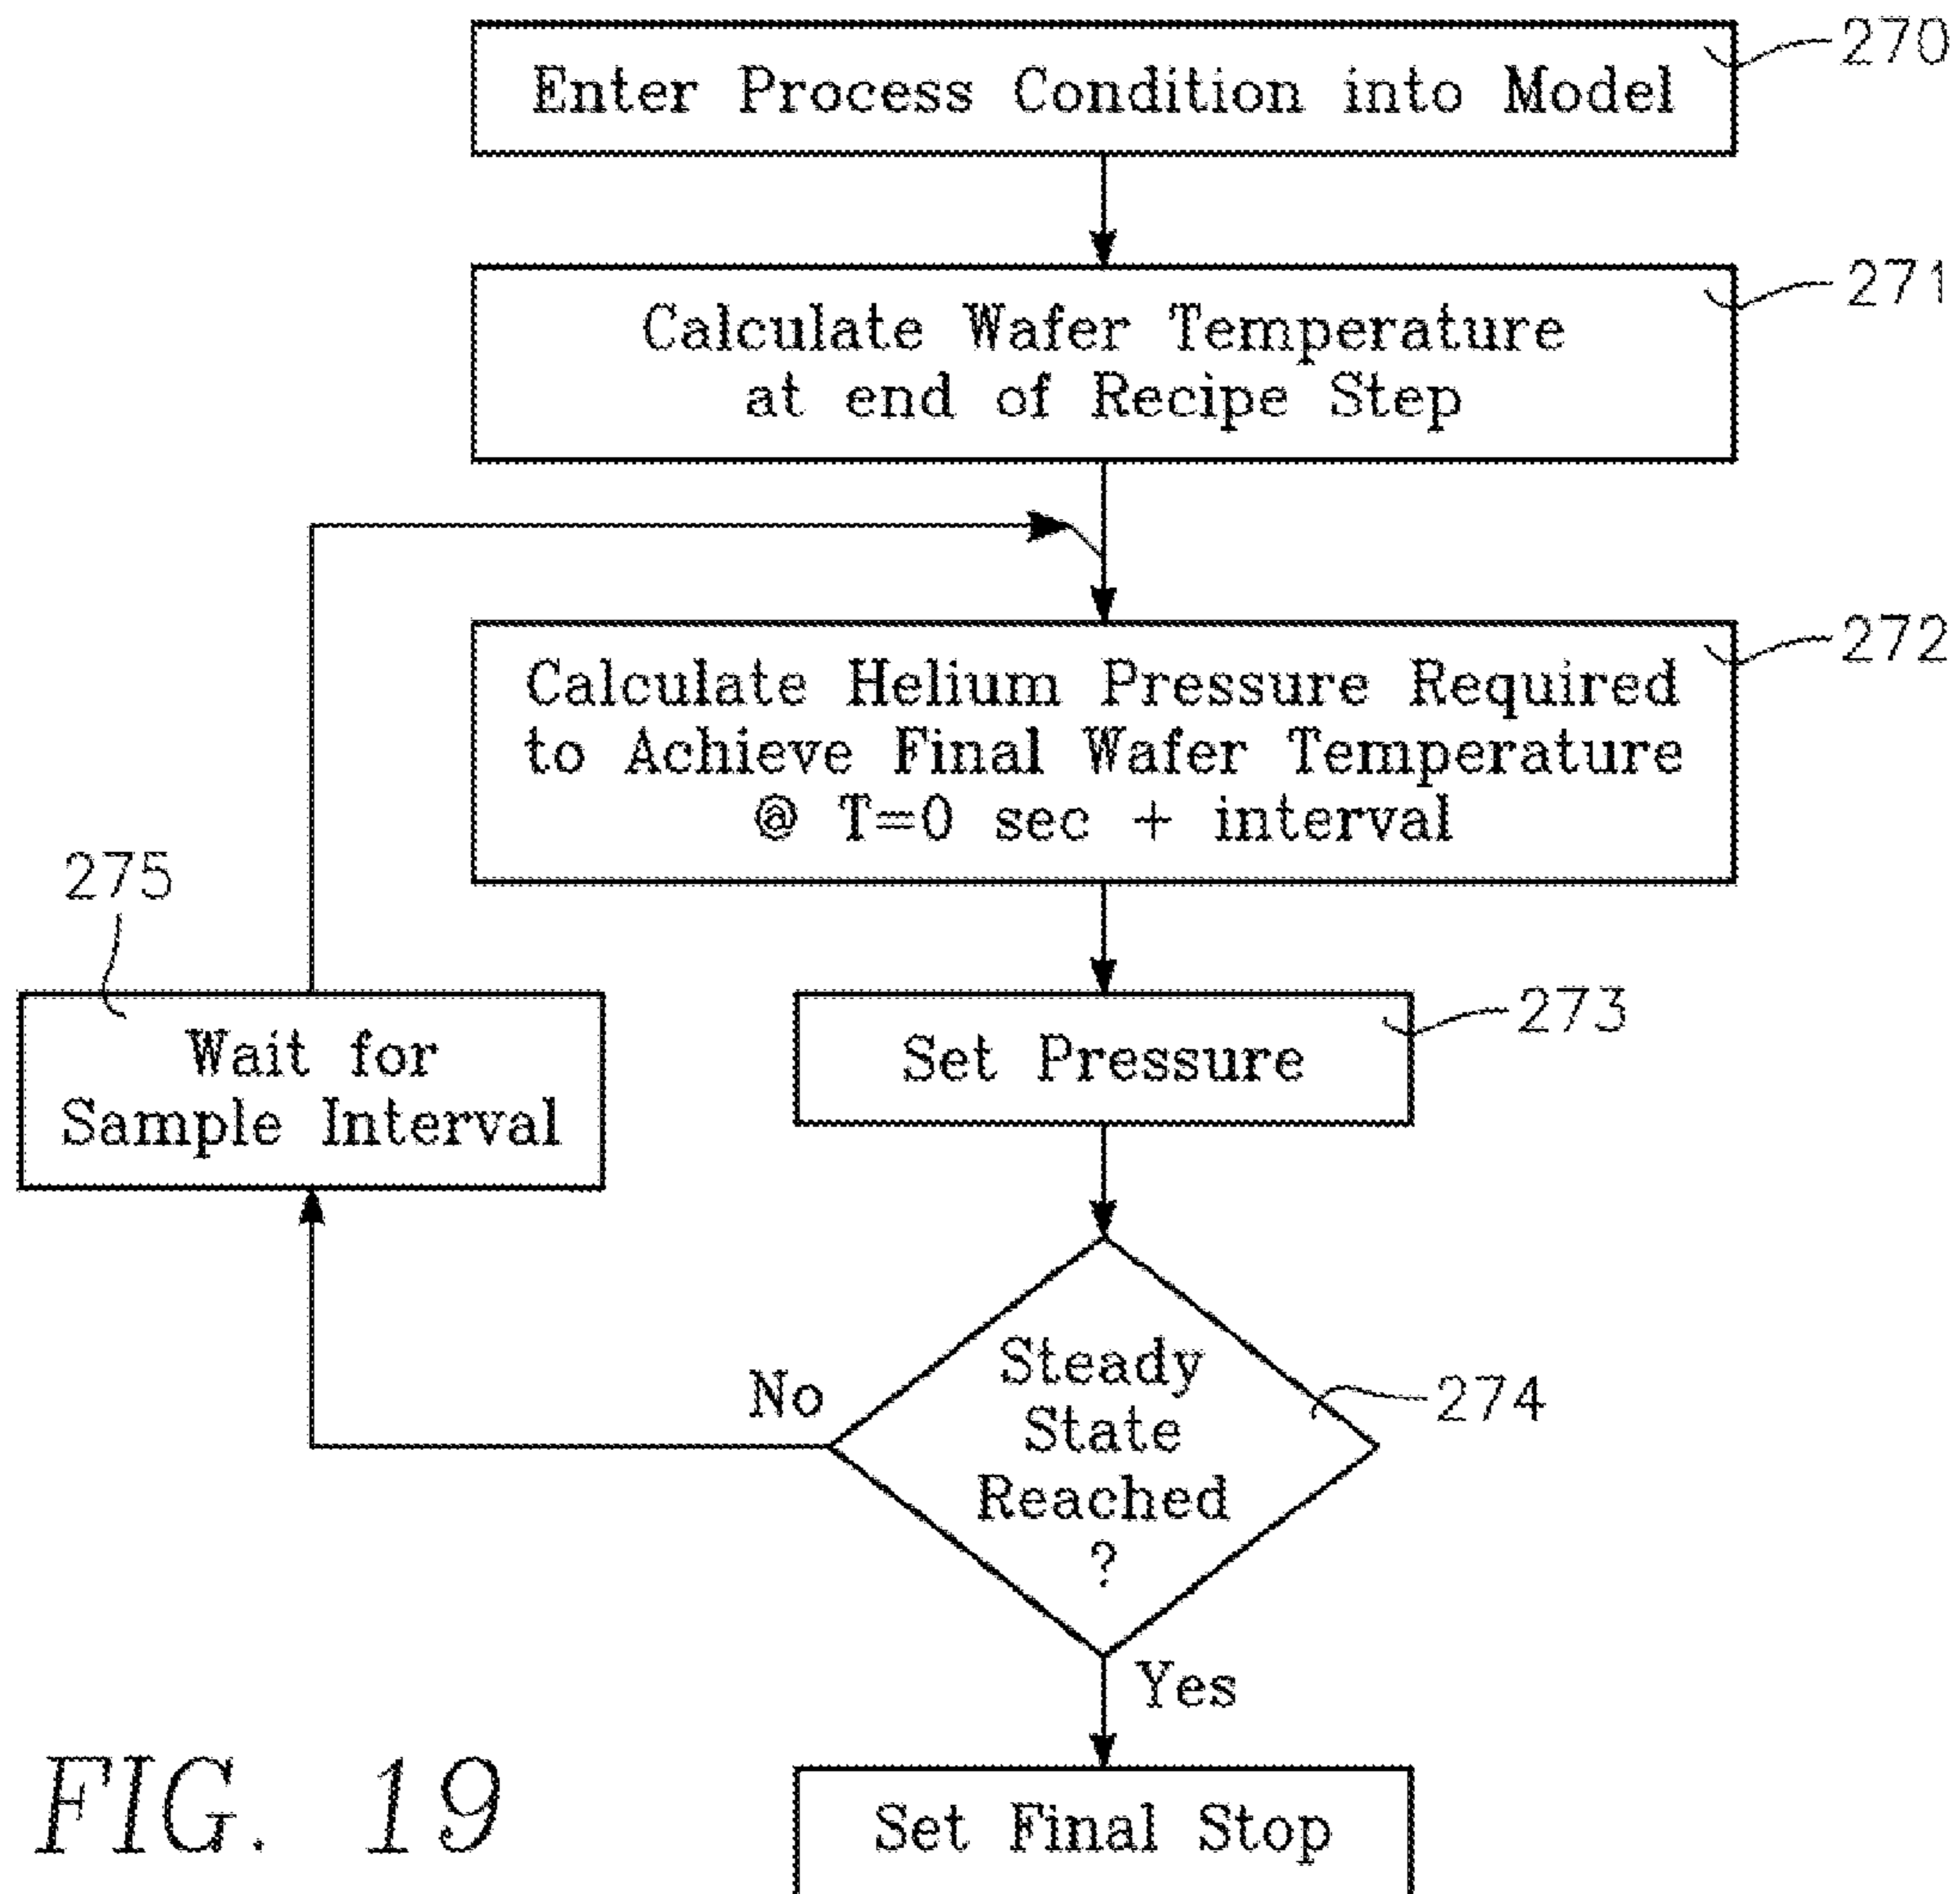 270
Enter Process Condition into Model
271
Calculate Wafer Temperature
at end of Recipe Step
272
Calculate Helium Pressure Required
to Achieve Final Wafer Temperature
@ T=0 sec + interval
275
Wait for
Sample Interval
273
Set Pressure
274
Steady
State
Reached
?
No
Yes
Set Final Stop
FIG. 19